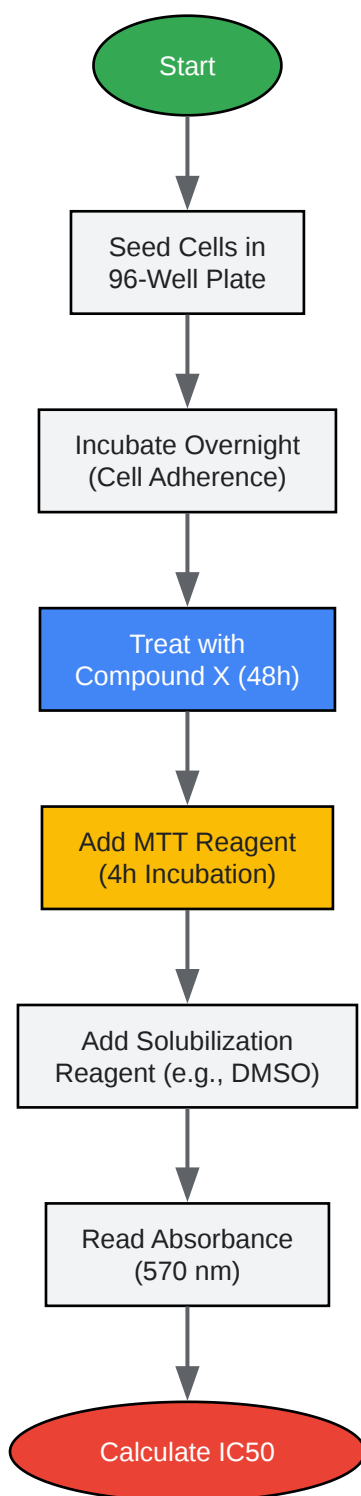 Start
Seed Cells in
96-Well Plate
Incubate Overnight
(Cell Adherence)
Treat with
Compound X (48h)
Add MTT Reagent
(4h Incubation)
Add Solubilization
Reagent (e.g., DMSO)
Read Absorbance
(570 nm)
Calculate IC50